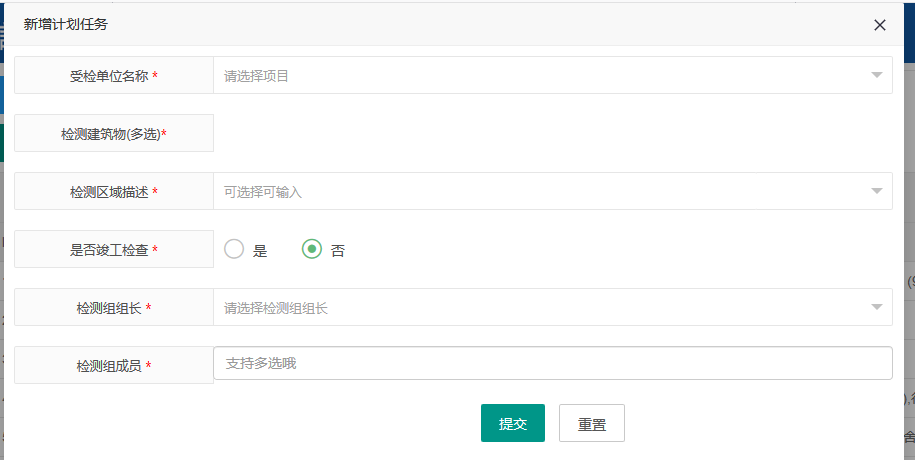 新增计划任务
受检单位名称 * 请选择项目
检测建筑物(多选)*
检测区域描述 * 可选择可输入
是否竣工检查 * 是 否
检测组组长 * 请选择检测组组长
检测组成员 * 支持多选哦
提交 重置